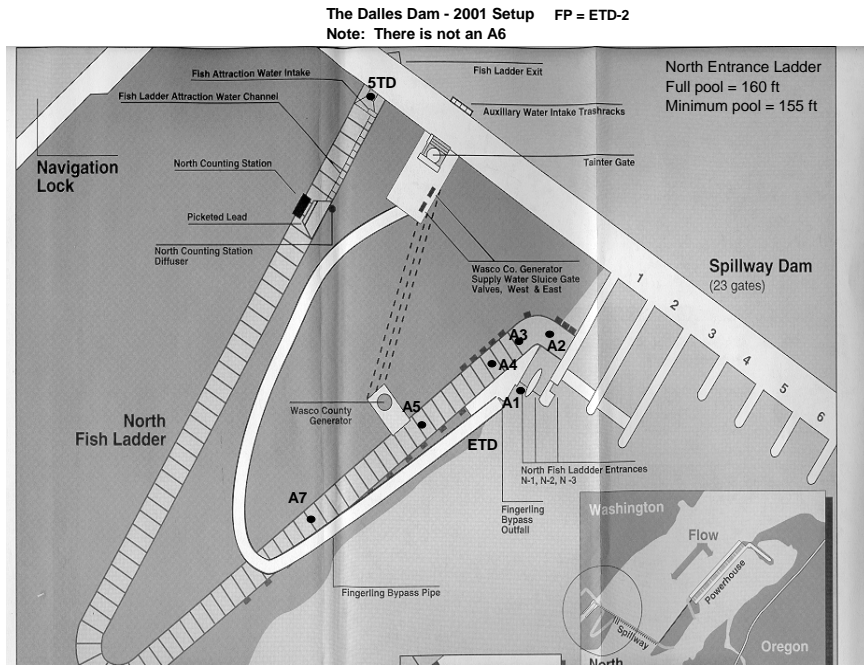 The Dalles Dam - 2001 Setup FP = ETD-2
Note: There is not an A6
North Entrance Ladder
Full pool = 160 ft
Minimum pool = 155 ft
Fish Attraction Water Intake
5TD
Fish Ladder Exit
Fish Ladder Attraction Water Channel
Auxiliary Water Intake Trashracks
Navigation
Lock
North Counting Station
Tainter Gate
Picketed Lead
North Counting Station
Diffuser
Wasco Co. Generator
Supply Water Sluice Gate
Valves, West & East
Spillway Dam
(23 gates)
1
2
3
4
5
6
A3
A2
A4
A1
A5
Wasco County
Generator
North
Fish Ladder
ETD
North Fish Laddder Entrances
N-1, N-2, N -3
A7
Fingerling
Bypass
Outfall
Fingerling Bypass Pipe
Washington
Flow
Powerhouse
Spillway
Oregon
North